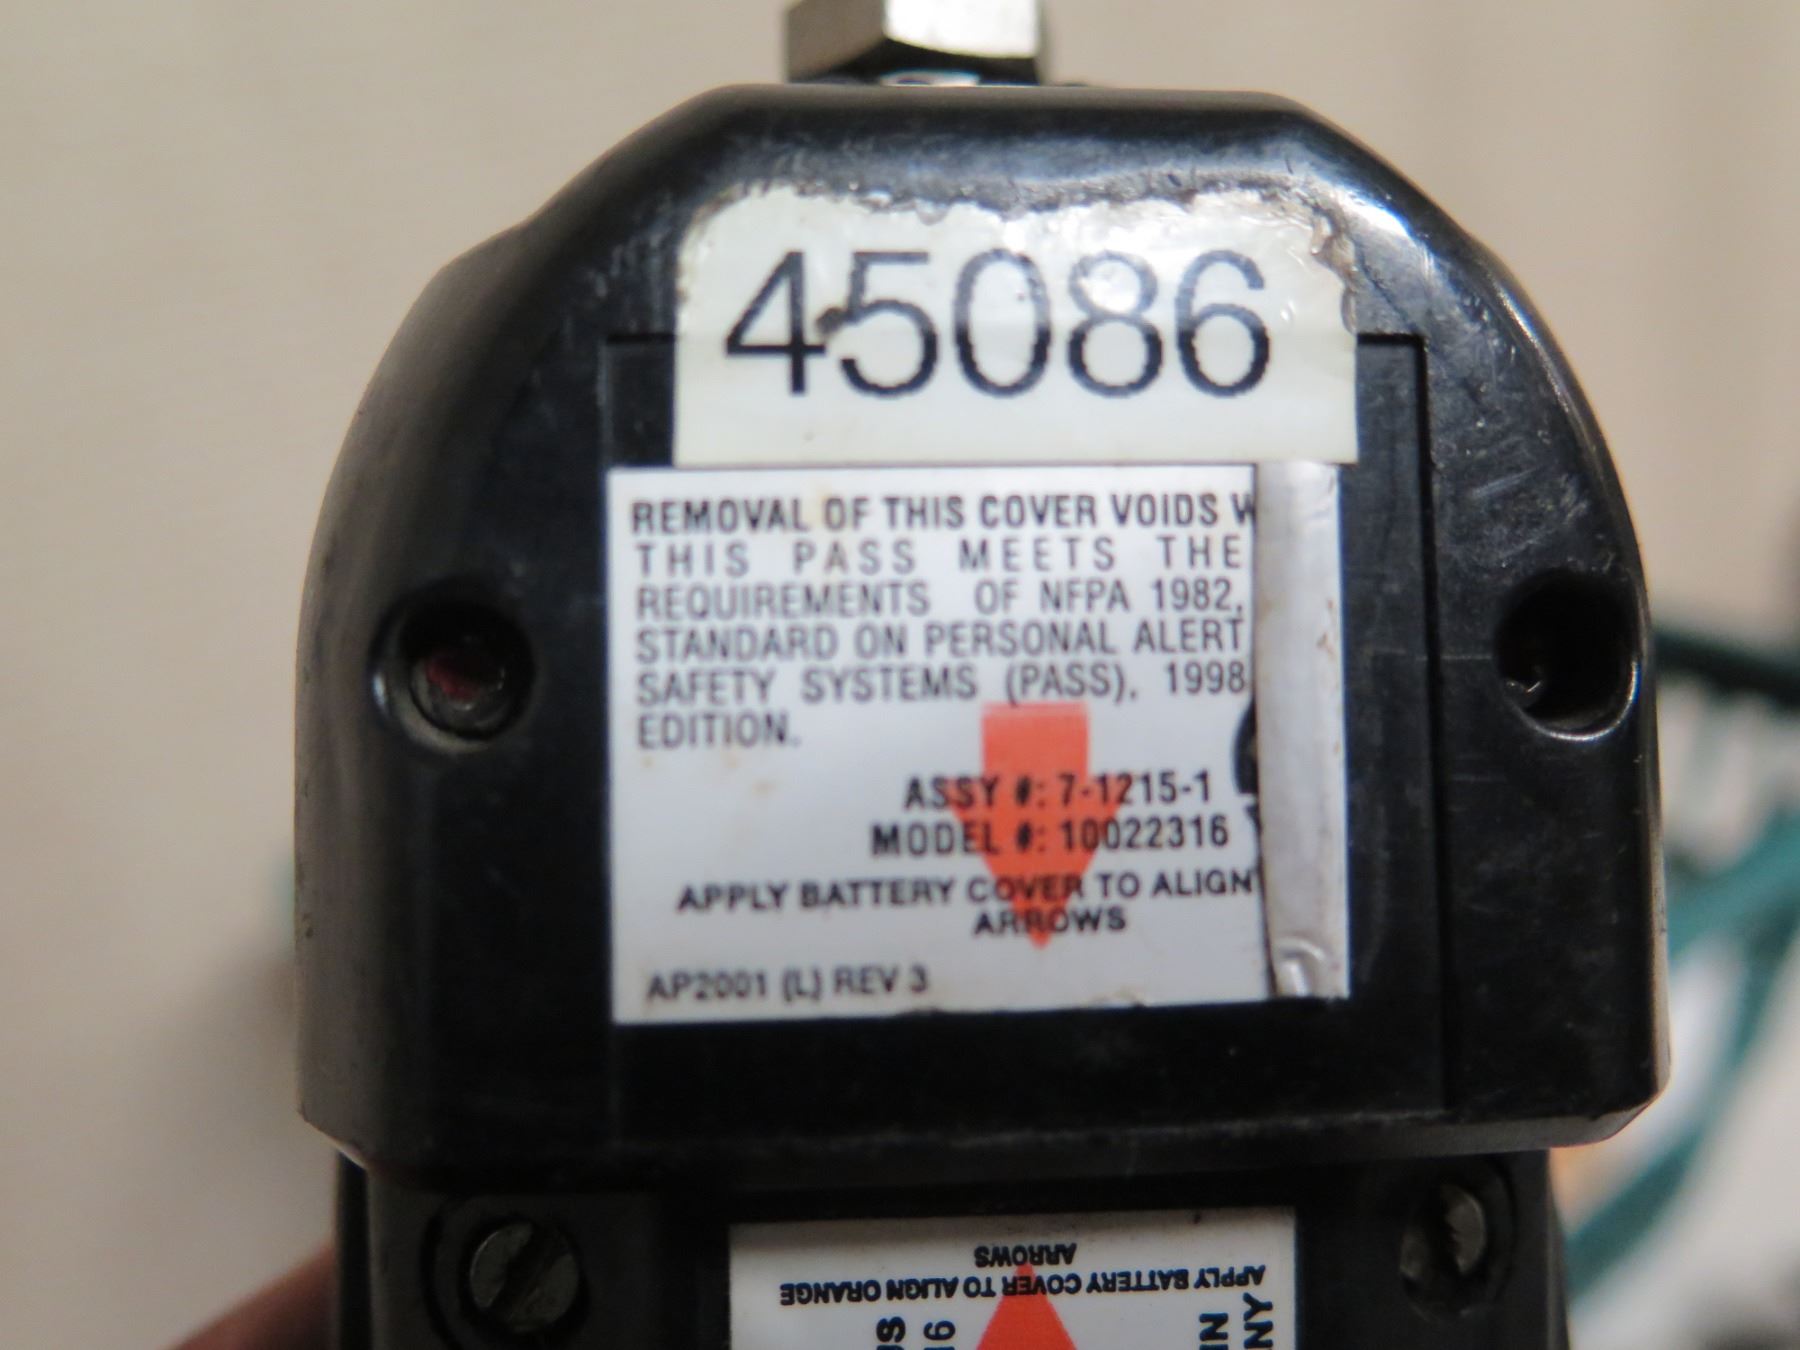 45086
REMOVAL OF THIS COVER VOIDS
THIS PASS MEETS THE
REQUIREMENTS OF NFPA 1982,
STANDARD ON PERSONAL ALERT
SAFETY SYSTEMS (PASS), 1998
EDITION.
ASSY #: 7-1215-1
MODEL #: 10022316
APPLY BATTERY COVER TO ALIGN
ARROWS
AP2001 (L) REV 3
APPLY BATTERY COVER TO ALIGN ORANGE
ARROWS